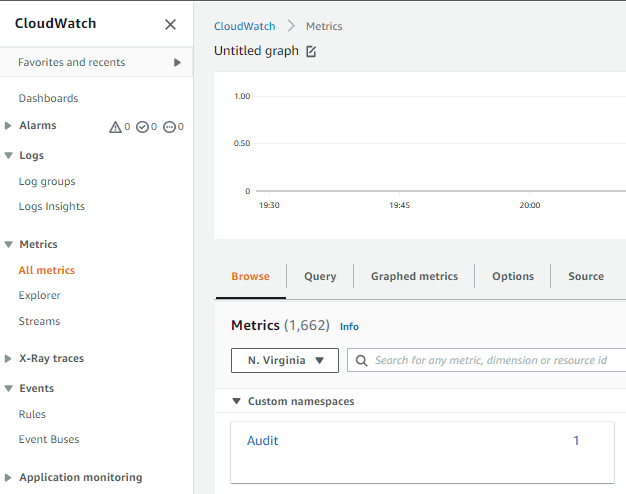 CloudWatch
Favorites and recents
Dashboards
Alarms 0 0 0
Logs
Log groups
Logs Insights
Metrics
All metrics
Explorer
Streams
X-Ray traces
Events
Rules
Event Buses
Application monitoring
CloudWatch > Metrics
Untitled graph
1.00
0.50
0
19:30 19:45 20:00
Browse Query Graphed metrics Options Source
Metrics (1,662) Info
N. Virginia Search for any metric, dimension or resource id
Custom namespaces
Audit 1